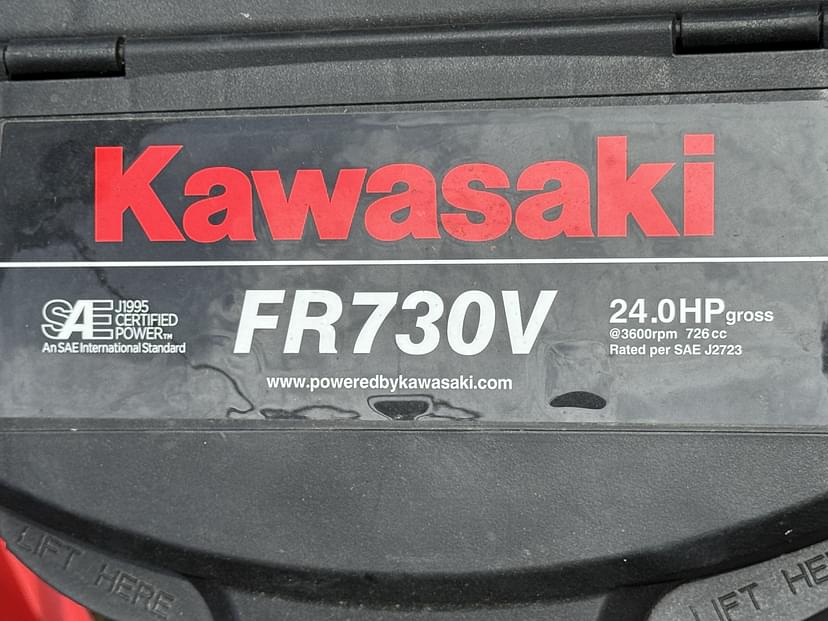 Kawasaki
SAE J1995
CERTIFIED
POWER™
An SAE International Standard
FR730V
24.0HP gross
@3600rpm 726cc
Rated per SAE J2723
www.poweredbykawasaki.com
LIFT HERE
LIFT HE